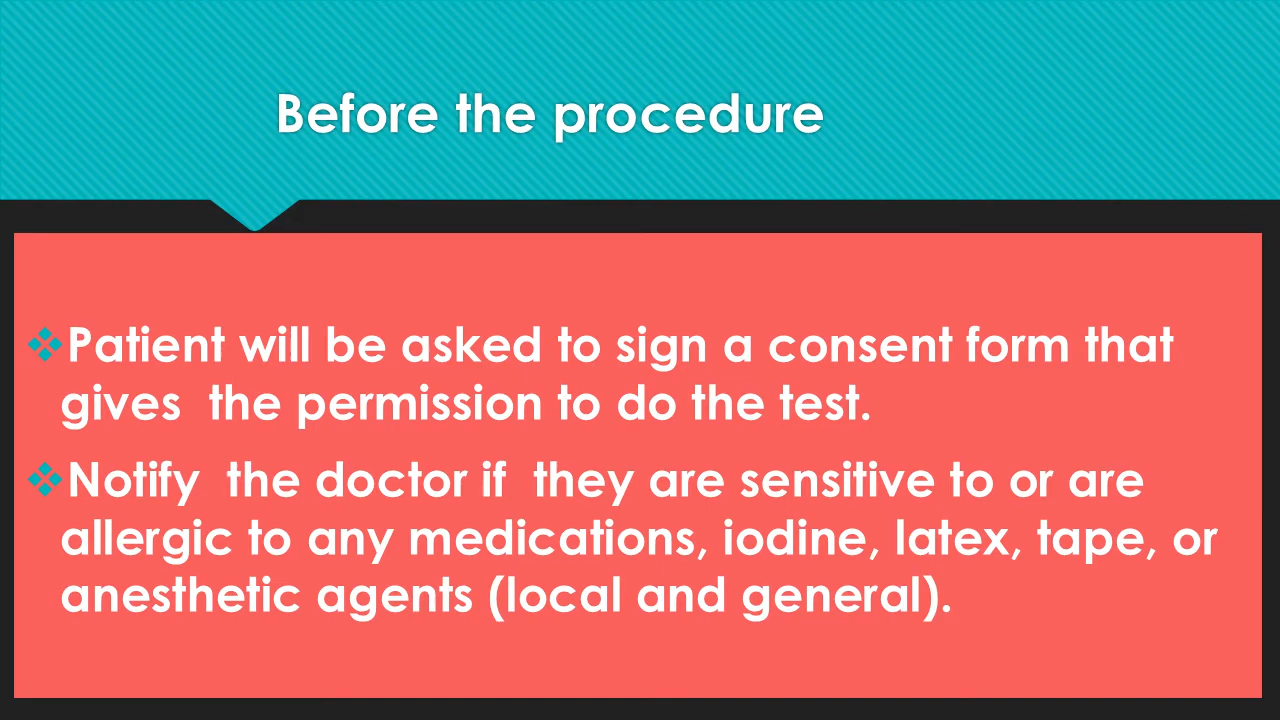 Before the procedure
❖Patient will be asked to sign a consent form that
gives  the permission to do the test.
❖Notify  the doctor if  they are sensitive to or are
allergic to any medications, iodine, latex, tape, or
anesthetic agents (local and general).